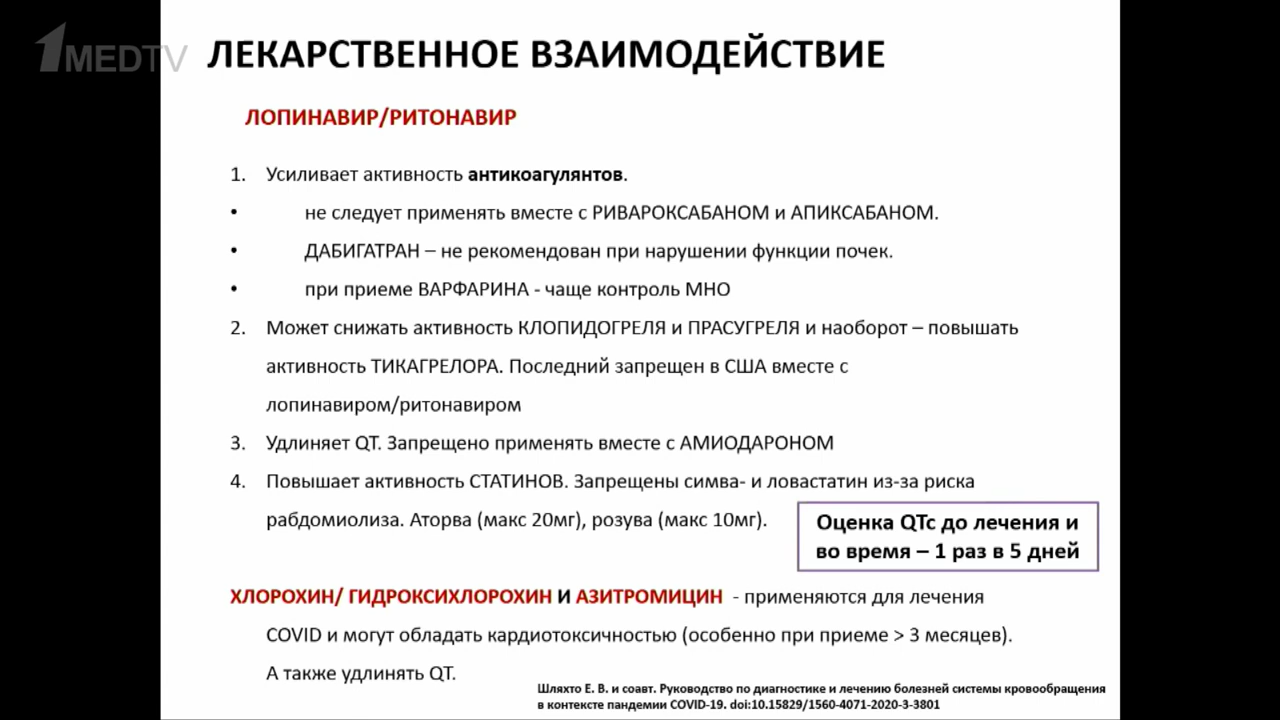 1MEDTV
ЛЕКАРСТВЕННОЕ ВЗАИМОДЕЙСТВИЕ
ЛОПИНАВИР/РИТОНАВИР
1. Усиливает активность антикоагулянтов.
• не следует применять вместе с РИВАРОКСАБАНОМ и АПИКСАБАНОМ.
• ДАБИГАТРАН – не рекомендован при нарушении функции почек.
• при приеме ВАРФАРИНА - чаще контроль МНО
2. Может снижать активность КЛОПИДОГРЕЛЯ и ПРАСУГРЕЛЯ и наоборот – повышать
активность ТИКАГРЕЛОРА. Последний запрещен в США вместе с
лопинавиром/ритонавиром
3. Удлиняет QT. Запрещено применять вместе с АМИОДАРОНОМ
4. Повышает активность СТАТИНОВ. Запрещены симва- и ловастатин из-за риска
рабдомиолиза. Аторва (макс 20мг), розува (макс 10мг).
Оценка QTc до лечения и
во время – 1 раз в 5 дней
ХЛОРОХИН/ ГИДРОКСИХЛОРОХИН И АЗИТРОМИЦИН - применяются для лечения
COVID и могут обладать кардиотоксичностью (особенно при приеме > 3 месяцев).
А также удлинять QT.
Шляхто Е. В. и соавт. Руководство по диагностике и лечению болезней системы кровообращения
в контексте пандемии COVID-19. doi:10.15829/1560-4071-2020-3-3801